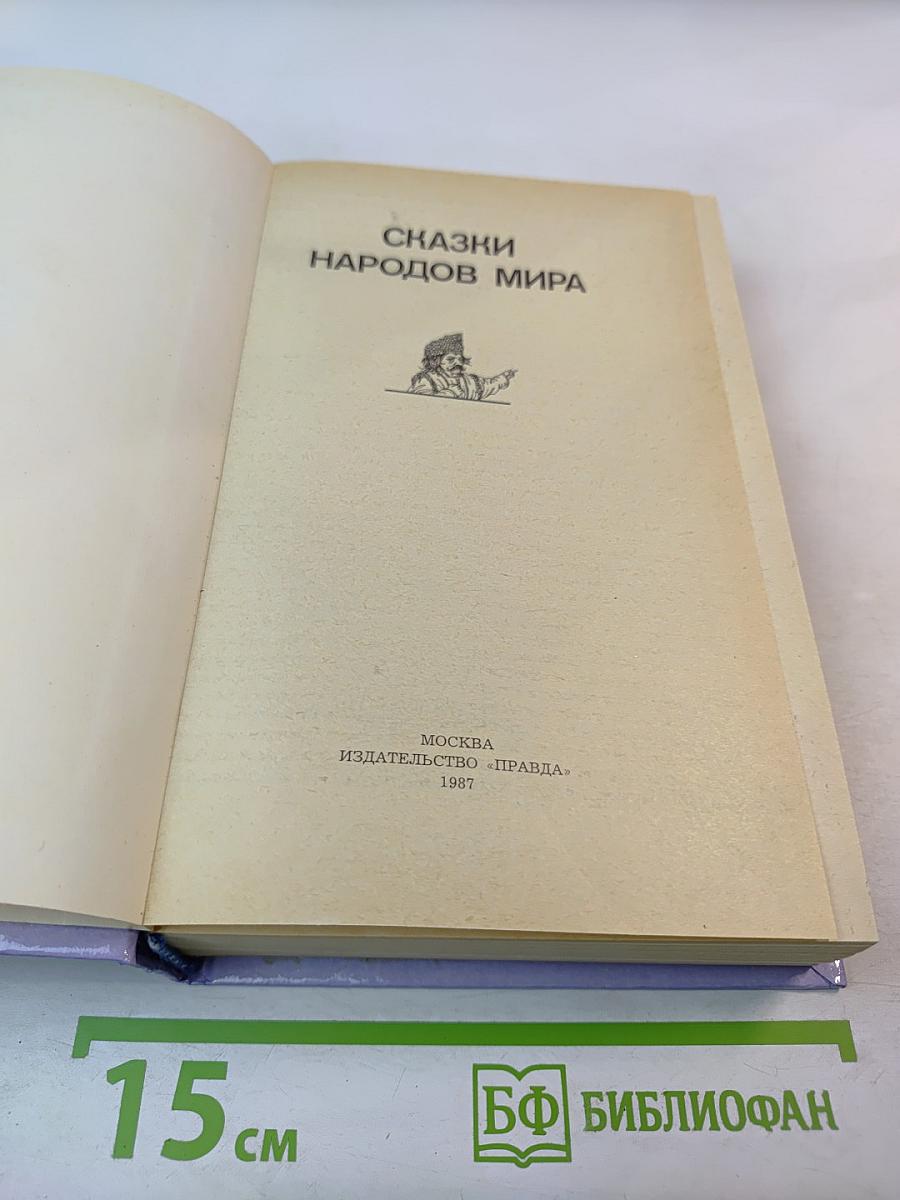 СКАЗКИ
НАРОДОВ МИРА
МОСКВА
ИЗДАТЕЛЬСТВО «ПРАВДА»
1987
15 см
БФ БИБЛИОФАН